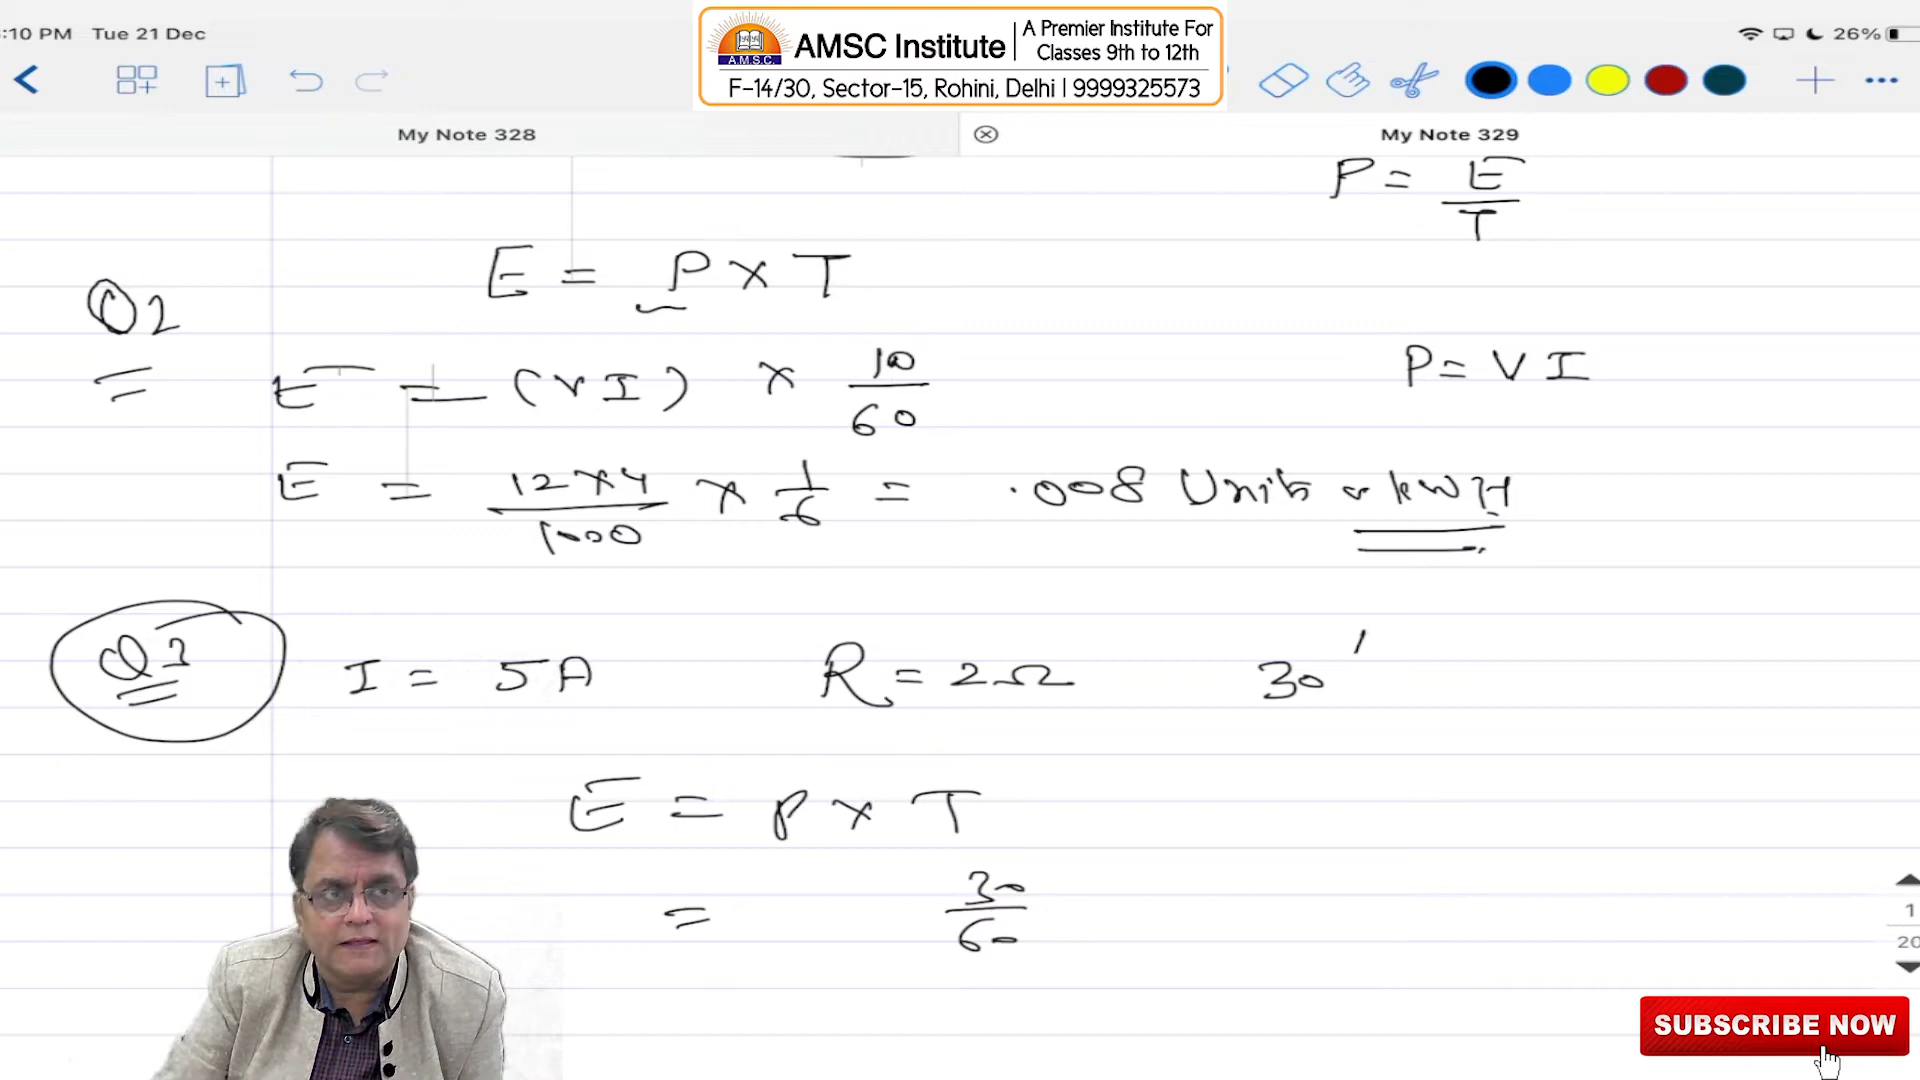 :10 PM Tue 21 Dec
A.M.S.C.
AMSC Institute
A Premier Institute For
Classes 9th to 12th
F-14/30, Sector-15, Rohini, Delhi | 9999325573
26%
My Note 328
My Note 329
P = E/T
E = P × T
Q2
E = (VI) × 10/60
P = VI
E = 12×4/1000 × 1/6 = .008 Units or kWH
Q3 I = 5A R = 2Ω 30'
E = P × T
= 30/60
1
20
SUBSCRIBE NOW